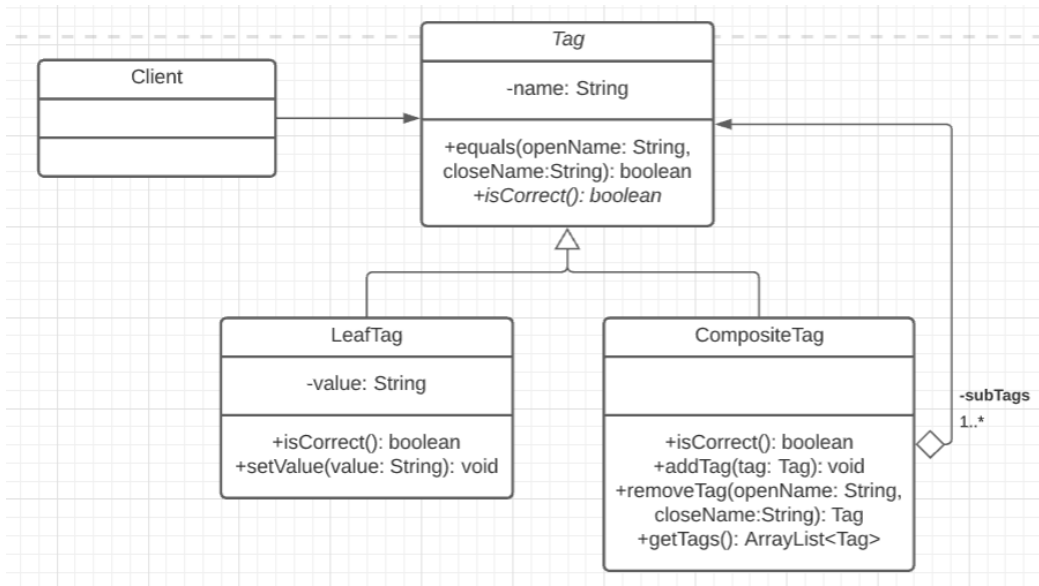 Tag
-name: String
+equals(openName: String,
closeName:String): boolean
+isCorrect(): boolean
Client
LeafTag
-value: String
+isCorrect(): boolean
+setValue(value: String): void
CompositeTag
+isCorrect(): boolean
+addTag(tag: Tag): void
+removeTag(openName: String,
closeName:String): Tag
+getTags(): ArrayList<Tag>
-subTags
1..*